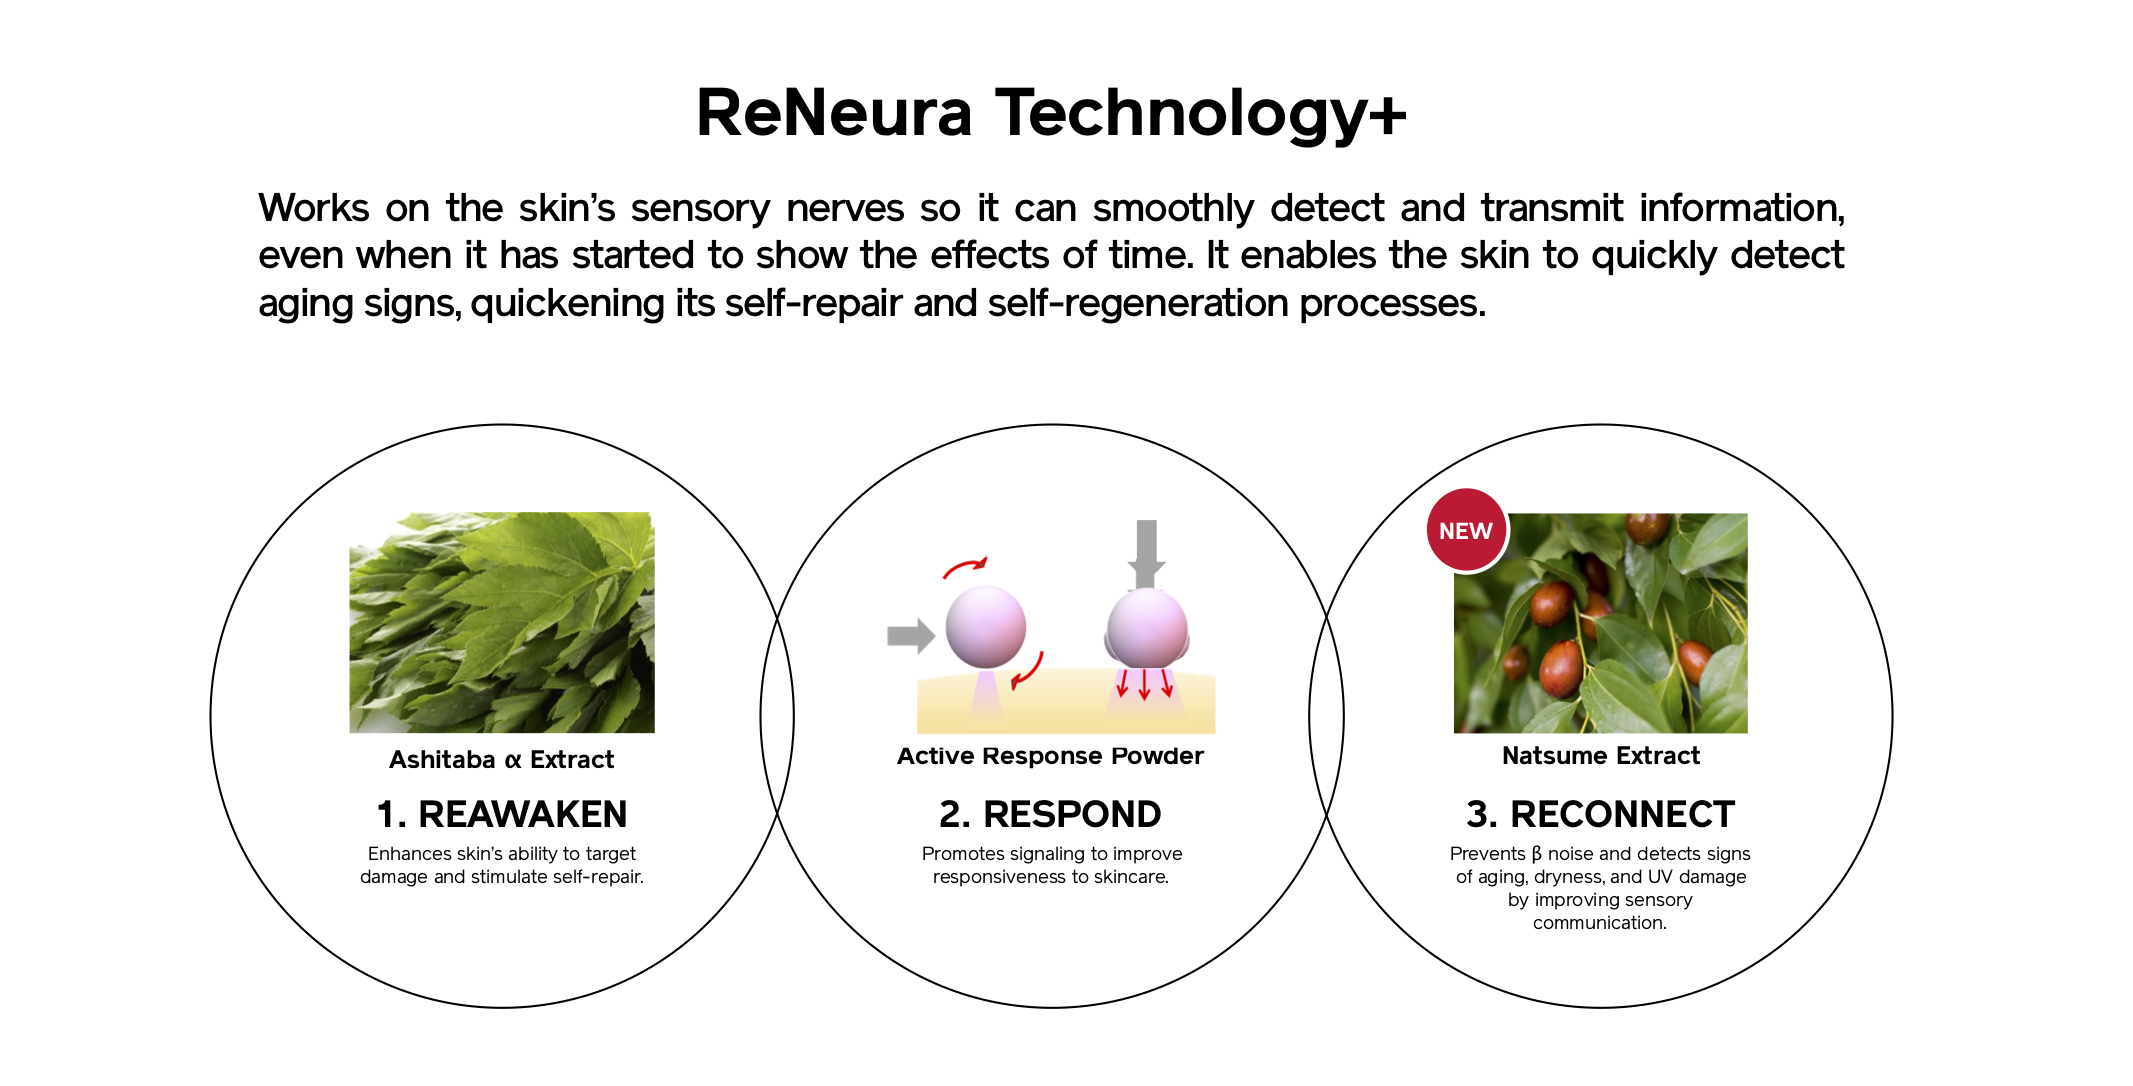 ReNeura Technology+
Works on the skin’s sensory nerves so it can smoothly detect and transmit information,
even when it has started to show the effects of time. It enables the skin to quickly detect
aging signs, quickening its self-repair and self-regeneration processes.
Ashitaba α Extract
1. REAWAKEN
Enhances skin’s ability to target
damage and stimulate self-repair.
Active Response Powder
2. RESPOND
Promotes signaling to improve
responsiveness to skincare.
NEW
Natsume Extract
3. RECONNECT
Prevents β noise and detects signs
of aging, dryness, and UV damage
by improving sensory
communication.